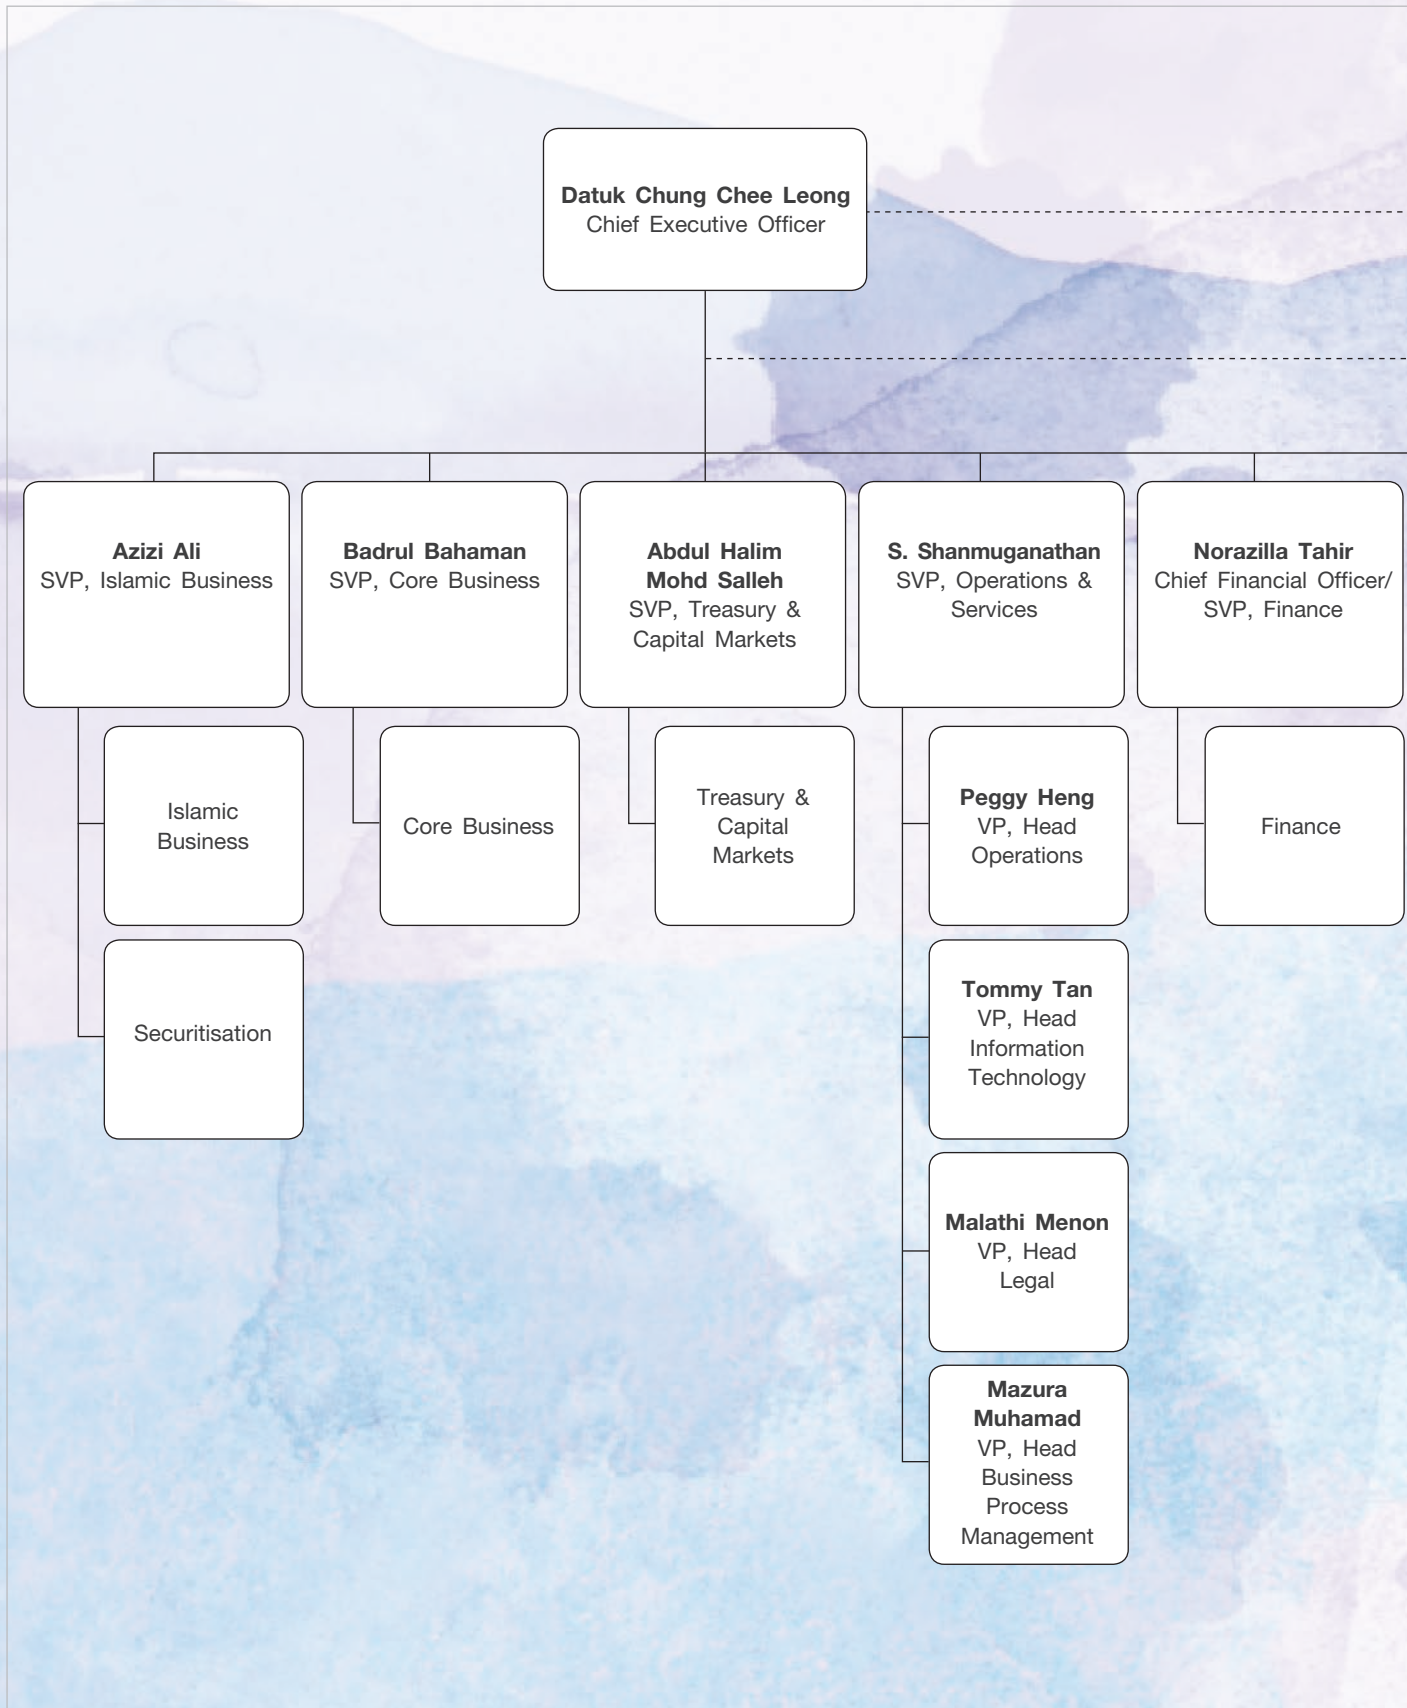 Datuk Chung Chee Leong
Chief Executive Officer
Azizi Ali
SVP, Islamic Business
Badrul Bahaman
SVP, Core Business
Abdul Halim
Mohd Salleh
SVP, Treasury &
Capital Markets
S. Shanmuganathan
SVP, Operations &
Services
Norazilla Tahir
Chief Financial Officer/
SVP, Finance
Islamic
Business
Securitisation
Core Business
Treasury &
Capital
Markets
Peggy Heng
VP, Head
Operations
Tommy Tan
VP, Head
Information
Technology
Malathi Menon
VP, Head
Legal
Mazura
Muhamad
VP, Head
Business
Process
Management
Finance